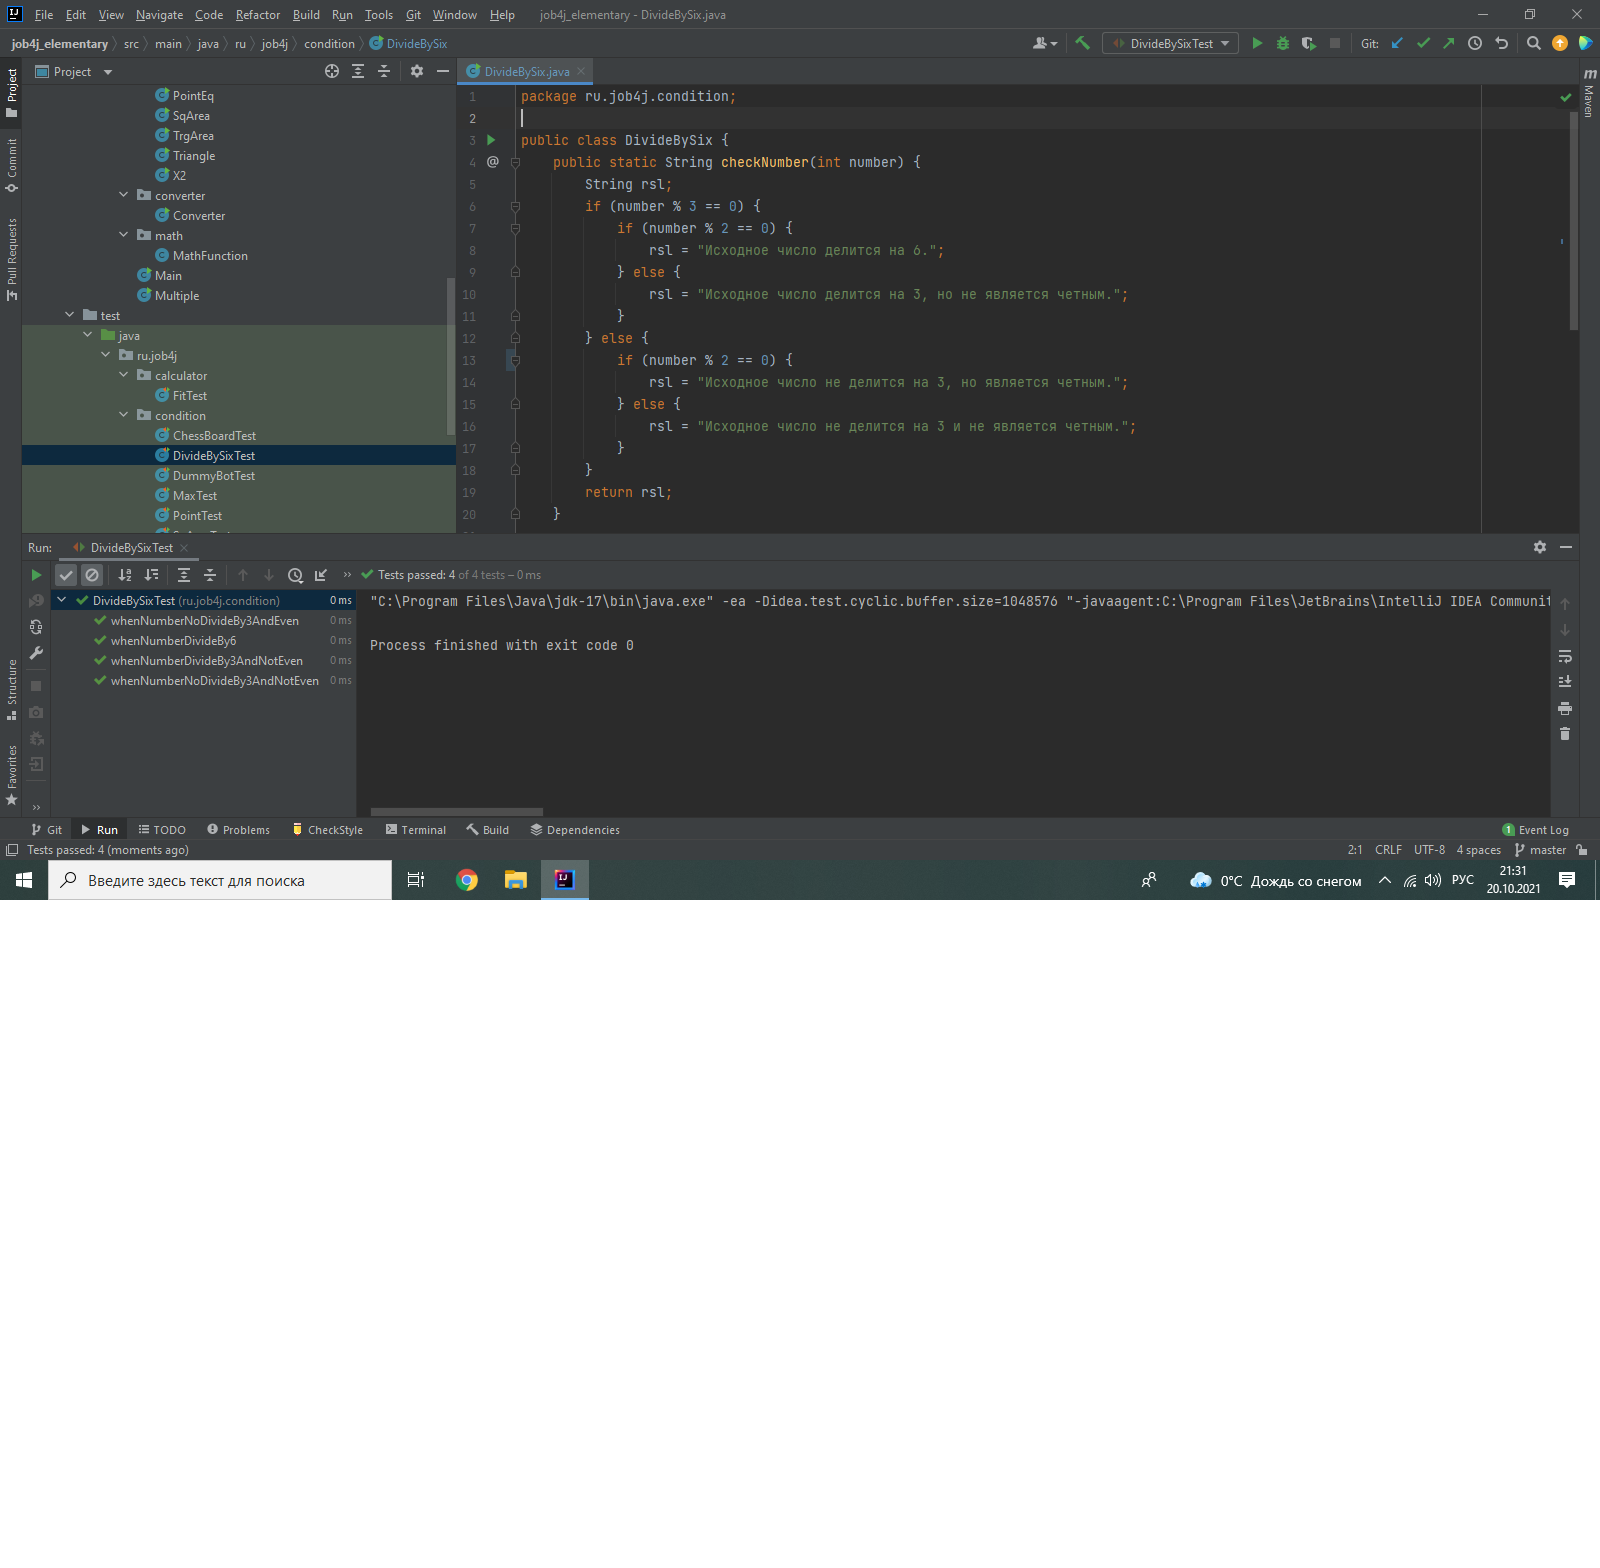 File Edit View Navigate Code Refactor Build Run Tools Git Window Help job4j_elementary - DivideBySix.java
job4j_elementary src main java ru job4j condition DivideBySix DivideBySixTest Git:
Project DivideBySix.java
PointEq
SqArea
TrgArea
Triangle
X2
converter
Converter
math
MathFunction
Main
Multiple
test
java
ru.job4j
calculator
FitTest
condition
ChessBoardTest
DivideBySixTest
DummyBotTest
MaxTest
PointTest
1 package ru.job4j.condition;
2
3 public class DivideBySix {
4 @ public static String checkNumber(int number) {
5 String rsl;
6 if (number % 3 == 0) {
7 if (number % 2 == 0) {
8 rsl = "Исходное число делится на 6.";
9 } else {
10 rsl = "Исходное число делится на 3, но не является четным.";
11 }
12 } else {
13 if (number % 2 == 0) {
14 rsl = "Исходное число не делится на 3, но является четным.";
15 } else {
16 rsl = "Исходное число не делится на 3 и не является четным.";
17 }
18 }
19 return rsl;
20 }
Project
Commit
Pull Requests
Structure
Favorites
m Maven
Run: DivideBySixTest
Tests passed: 4 of 4 tests – 0 ms
DivideBySixTest (ru.job4j.condition) 0 ms
whenNumberNoDivideBy3AndEven 0 ms
whenNumberDivideBy6 0 ms
whenNumberDivideBy3AndNotEven 0 ms
whenNumberNoDivideBy3AndNotEven 0 ms
"C:\Program Files\Java\jdk-17\bin\java.exe" -ea -Didea.test.cyclic.buffer.size=1048576 "-javaagent:C:\Program Files\JetBrains\IntelliJ IDEA Communit
Process finished with exit code 0
Git Run TODO Problems CheckStyle Terminal Build Dependencies 1 Event Log
Tests passed: 4 (moments ago) 2:1 CRLF UTF-8 4 spaces master
Введите здесь текст для поиска 0°C Дождь со снегом РУС 21:31
20.10.2021